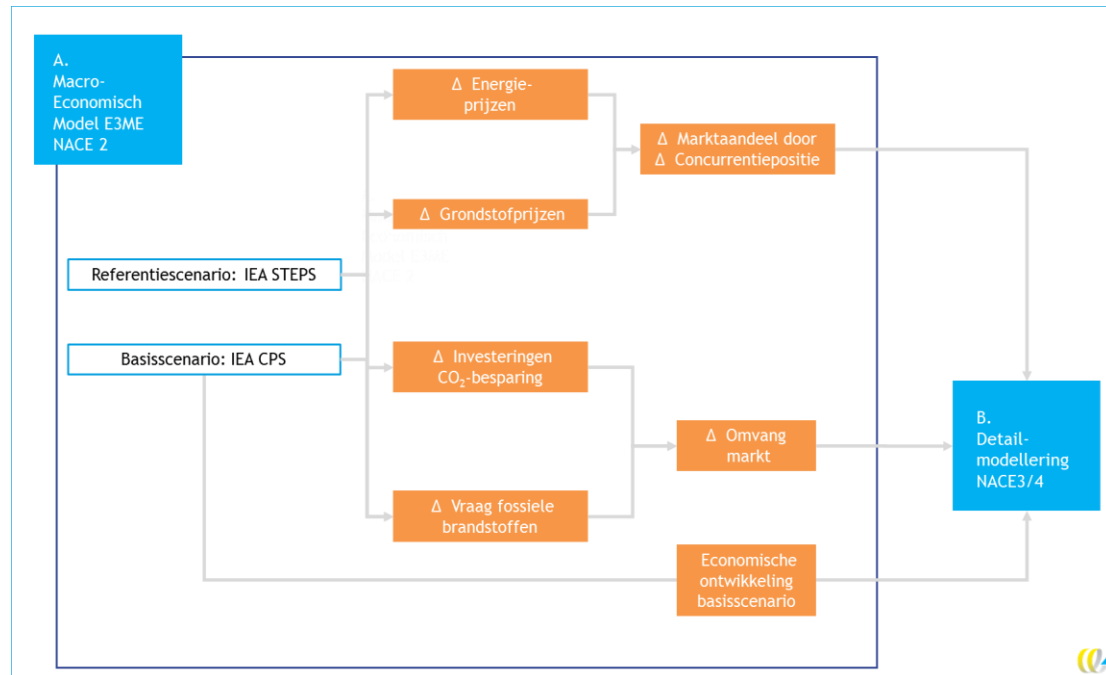 A.
Macro-
Economisch
Model E3ME
NACE 2
Δ Energie-
prijzen
Δ Marktaandeel door
Δ Concurrentiepositie
Δ Grondstofprijzen
Referentiescenario: IEA STEPS
Basisscenario: IEA CPS
Δ Investeringen
CO₂-besparing
Δ Omvang
markt
B.
Detail-
modellering
NACE3/4
Δ Vraag fossiele
brandstoffen
Economische
ontwikkeling
basisscenario